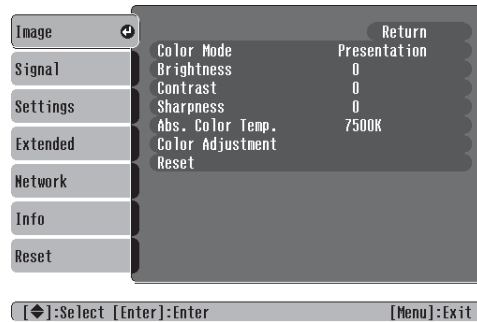 Image
Signal
Settings
Extended
Network
Info
Reset
Return
Color Mode Presentation
Brightness 0
Contrast 0
Sharpness 0
Abs. Color Temp. 7500K
Color Adjustment
Reset
[◆]:Select [Enter]:Enter [Menu]:Exit